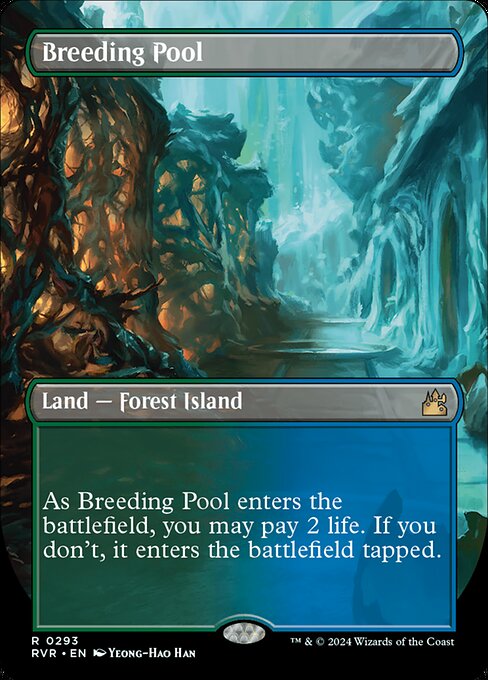 Breeding Pool
Land — Forest Island
As Breeding Pool enters the
battlefield, you may pay 2 life. If you
don't, it enters the battlefield tapped.
R 0293
RVR • EN Yeong-Hao Han
™ & © 2024 Wizards of the Coast